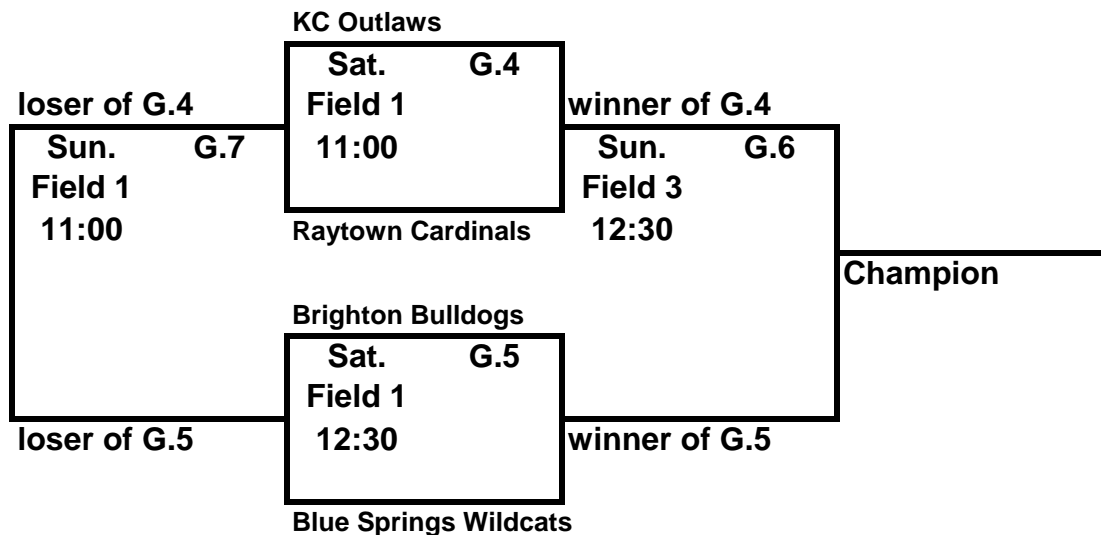 KC Outlaws
Sat. G.4
loser of G.4 Field 1 winner of G.4
Sun. G.7 11:00 Sun. G.6
Field 1 Field 3
11:00 Raytown Cardinals 12:30
Champion
Brighton Bulldogs
Sat. G.5
Field 1
loser of G.5 12:30 winner of G.5
Blue Springs Wildcats